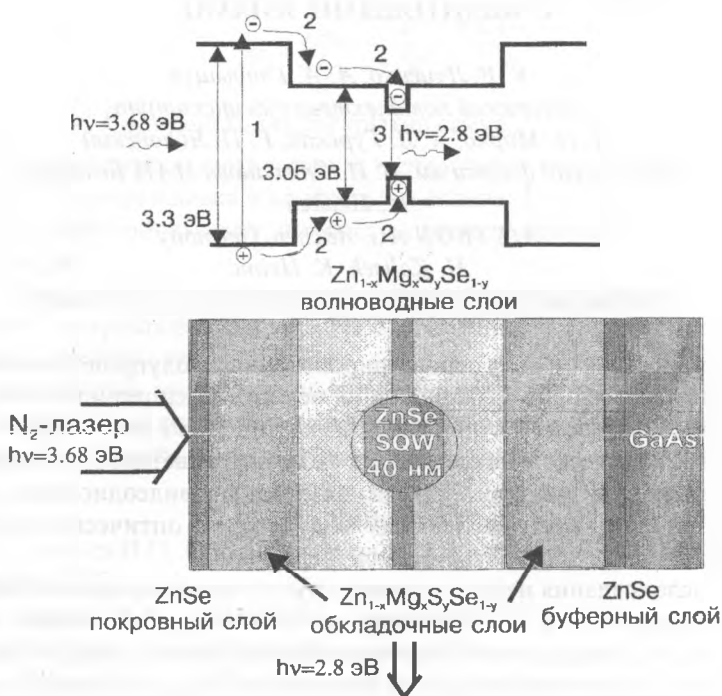 2
2
hν=3.68 эВ
1
3
hν=2.8 эВ
3.05 эВ
3.3 эВ
2
2
Zn₁₋ₓMgₓSᵧSe₁₋ᵧ
волноводные слои
N₂-лазер
hν=3.68 эВ
ZnSe
SQW
40 нм
GaAs
ZnSe
покровный слой
Zn₁₋ₓMgₓSᵧSe₁₋ᵧ
обкладочные слои
ZnSe
буферный слой
hν=2.8 эВ